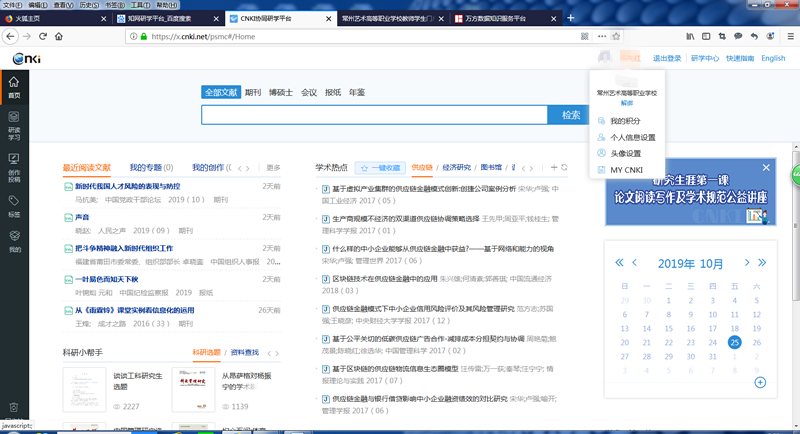 文件(F) 编辑(E) 查看(V) 历史(S) 书签(B) 工具(T) 帮助(H)
火狐主页 知网研学平台_百度搜索 CNKI协同研学平台 常州艺术高等职业学校教师学生门 万方数据知识服务平台
https://x.cnki.net/psmc#/Home
Cnki 退出登录 研学中心 快速指南 English
首页
研读学习
创作投稿
标签
我的
全部文献 期刊 博硕士 会议 报纸 年鉴
检索
常州艺术高等职业学校
解绑
我的积分
个人信息设置
头像设置
MY CNKI
最近阅读文献 我的专题(0) 我的创作 更多
新时代我国人才风险的表现与防控 2天前
马抗美; 中国党政干部论坛 2019 ( 10 ) 期刊
声音 2天前
晓赵; 人民之声 2019 ( 09 ) 期刊
把斗争精神融入新时代组织工作 2天前
福建省莆田市委常委、组织部部长 卓晓銮 中国组织人事报 20...
一叶易色而知天下秋 2天前
叶锡如 元和 中国纪检监察报 2019 报纸
从《雨霖铃》课堂实例看信息化的运用 26天前
王维; 成才之路 2016 ( 33 ) 期刊
学术热点 一键收藏 供应链 / 经济研究 / 图书馆 /
基于虚拟产业集群的供应链金融模式创新:创捷公司案例分析 宋华;卢强; 中国工业经济 2017 ( 05 )
生产商规模不经济的双渠道供应链协调策略选择 王先甲;周亚平;钱桂生; 管理科学学报 2017 ( 01 )
什么样的中小企业能够从供应链金融中获益?——基于网络和能力的视角
宋华;卢强; 管理世界 2017 ( 06 )
区块链技术在供应链金融中的应用 朱兴雄;何清素;郭善琪; 中国流通经济 2018 ( 03 )
供应链金融模式下中小企业信用风险评价及其风险管理研究 范方志;苏国强;王晓彦; 中央财经大学学报 2017 ( 12 )
基于公平关切的低碳供应链广告合作-减排成本分担契约与协调 周艳菊;鲍茂景;陈晓红;徐选华; 中国管理科学 2017 ( 02 )
基于区块链的供应链物流信息生态圈模型 汪传雷;万一荻;秦琴;汪宁宁; 情报理论与实践 2017 ( 07 )
供应链金融与银行借贷影响中小企业融资绩效的对比研究 宋华;卢强;喻开; 管理学报 2017 ( 06 )
研究生涯第一课
论文阅读写作及学术规范公益讲座
2019年 10月
日 一 二 三 四 五 六
29 30 1 2 3 4 5
6 7 8 9 10 11 12
13 14 15 16 17 18 19
20 21 22 23 24 25 26
27 28 29 30 31 1 2
3 4 5 6 7 8 9
科研小帮手 科研选题 / 资料查找
谈谈工科研究生选题
2227
从昂萨格对杨振宁的学术
1139
javascript:;